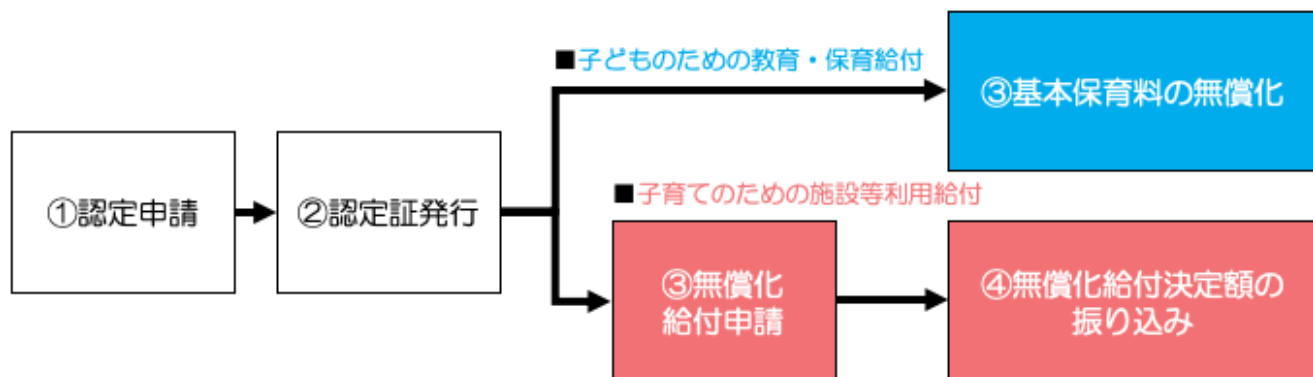 ■子どものための教育・保育給付
③基本保育料の無償化
①認定申請
②認定証発行
■子育てのための施設等利用給付
③無償化
給付申請
④無償化給付決定額の
振り込み